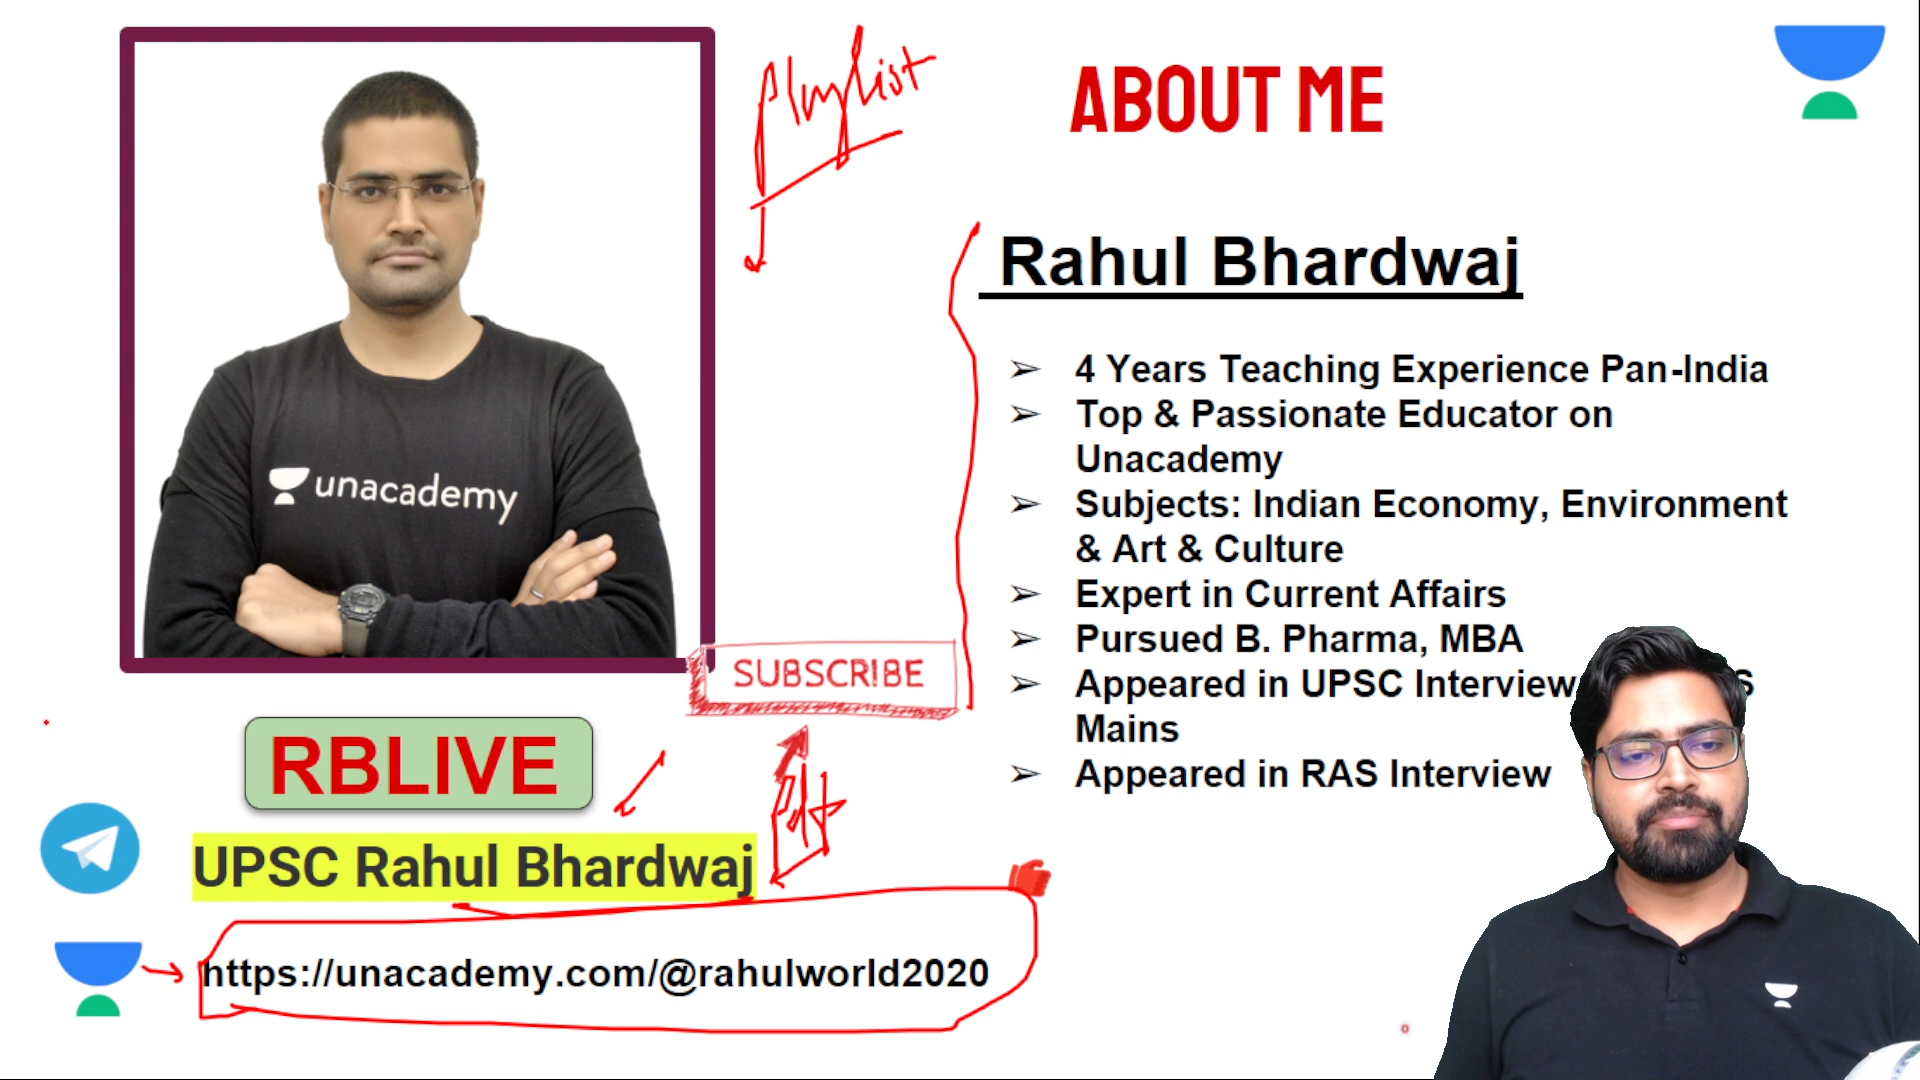 Playlist
ABOUT ME
Rahul Bhardwaj
➢ 4 Years Teaching Experience Pan-India
➢ Top & Passionate Educator on
Unacademy
➢ Subjects: Indian Economy, Environment
& Art & Culture
➢ Expert in Current Affairs
➢ Pursued B. Pharma, MBA
➢ Appeared in UPSC Interview
Mains
➢ Appeared in RAS Interview
unacademy
SUBSCRIBE
RBLIVE
Pdf
UPSC Rahul Bhardwaj
https://unacademy.com/@rahulworld2020